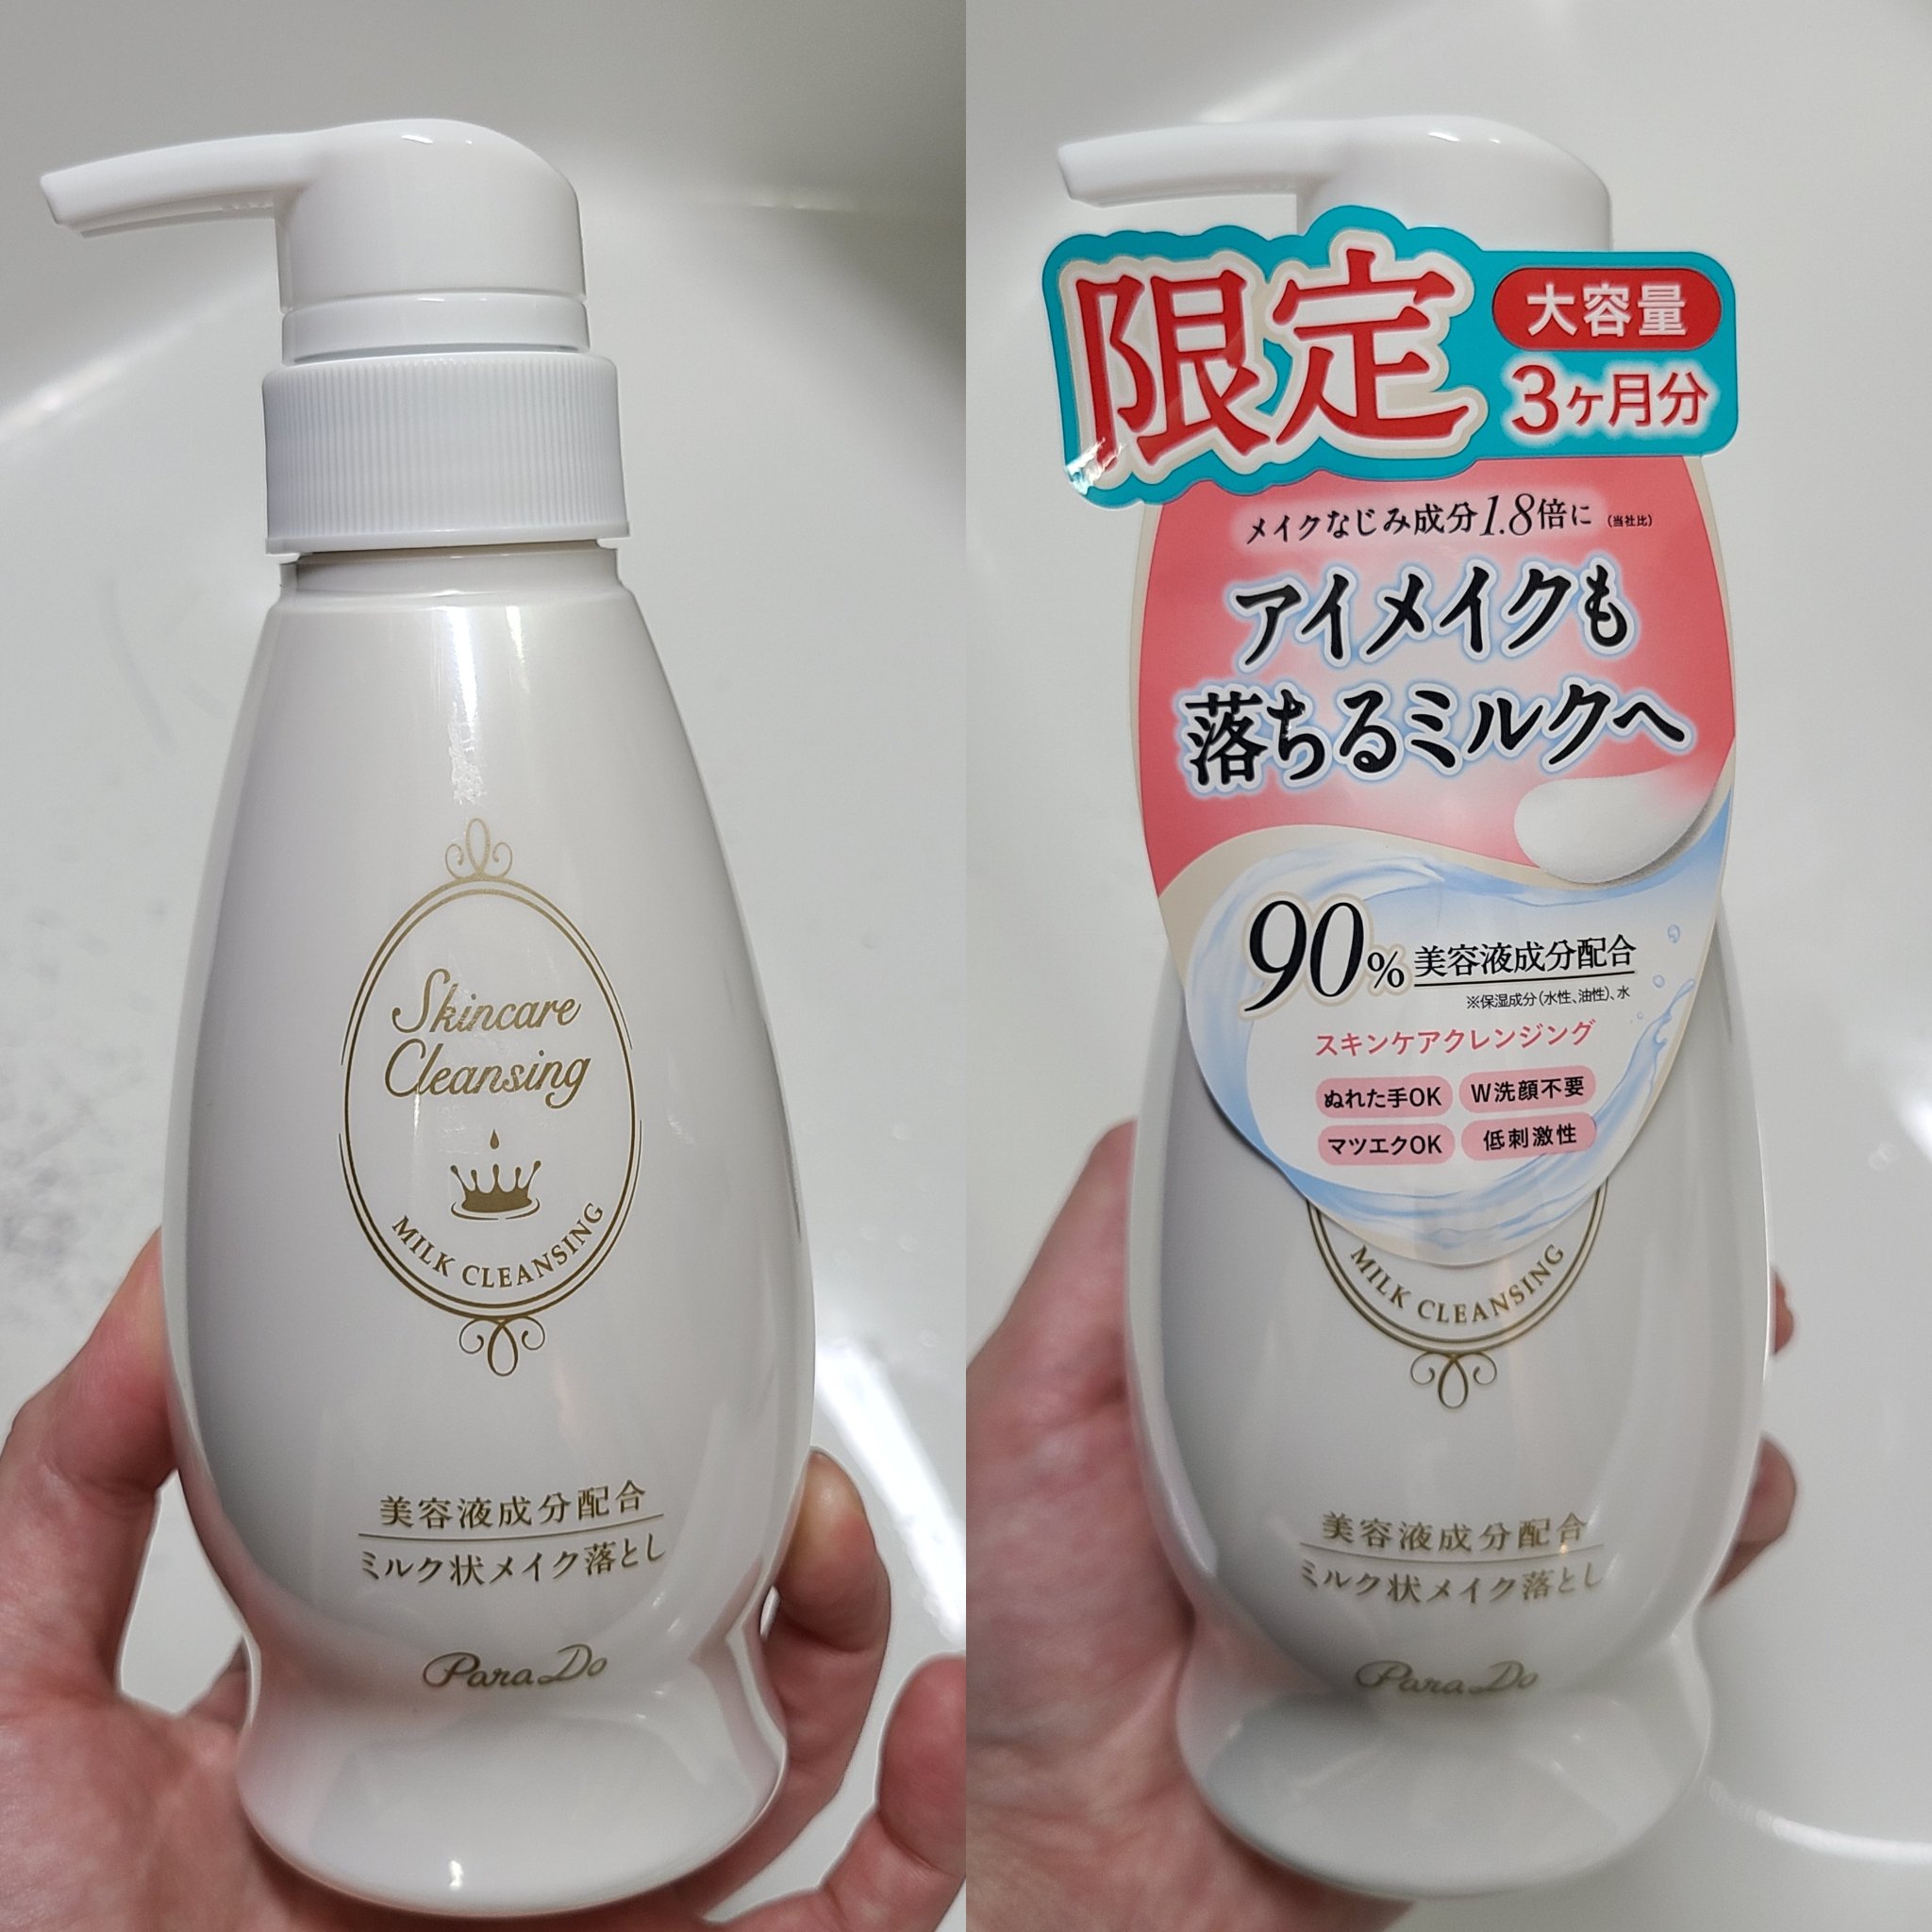 Skincare
Cleansing
MILK CLEANSING
美容液成分配合
ミルク状メイク落とし
ParaDo
限定
大容量
3ヶ月分
メイクなじみ成分1.8倍に(当社比)
アイメイクも
落ちるミルクへ
90%美容液成分配合
※保湿成分(水性、油性)、水
スキンケアクレンジング
ぬれた手OK W洗顔不要
マツエクOK 低刺激性
MILK CLEANSING
美容液成分配合
ミルク状メイク落とし
ParaDo